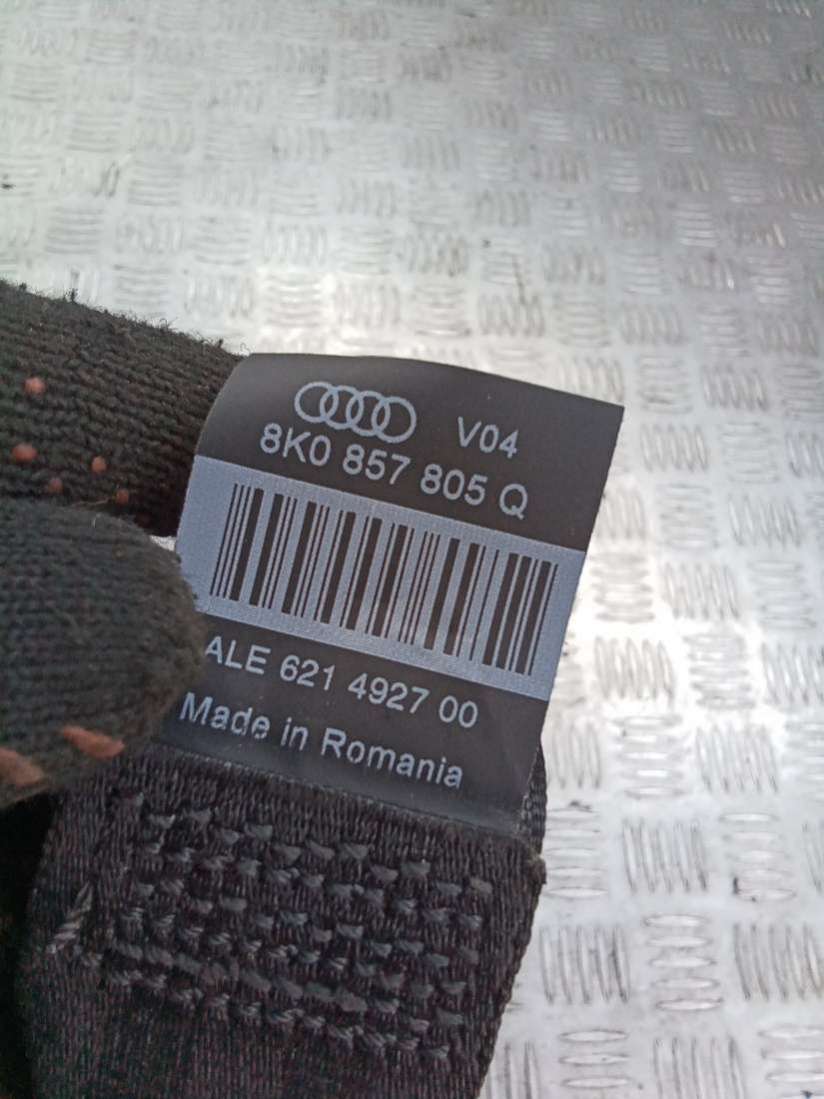 V04
8K0 857 805 Q
ALE 621 4927 00
Made in Romania